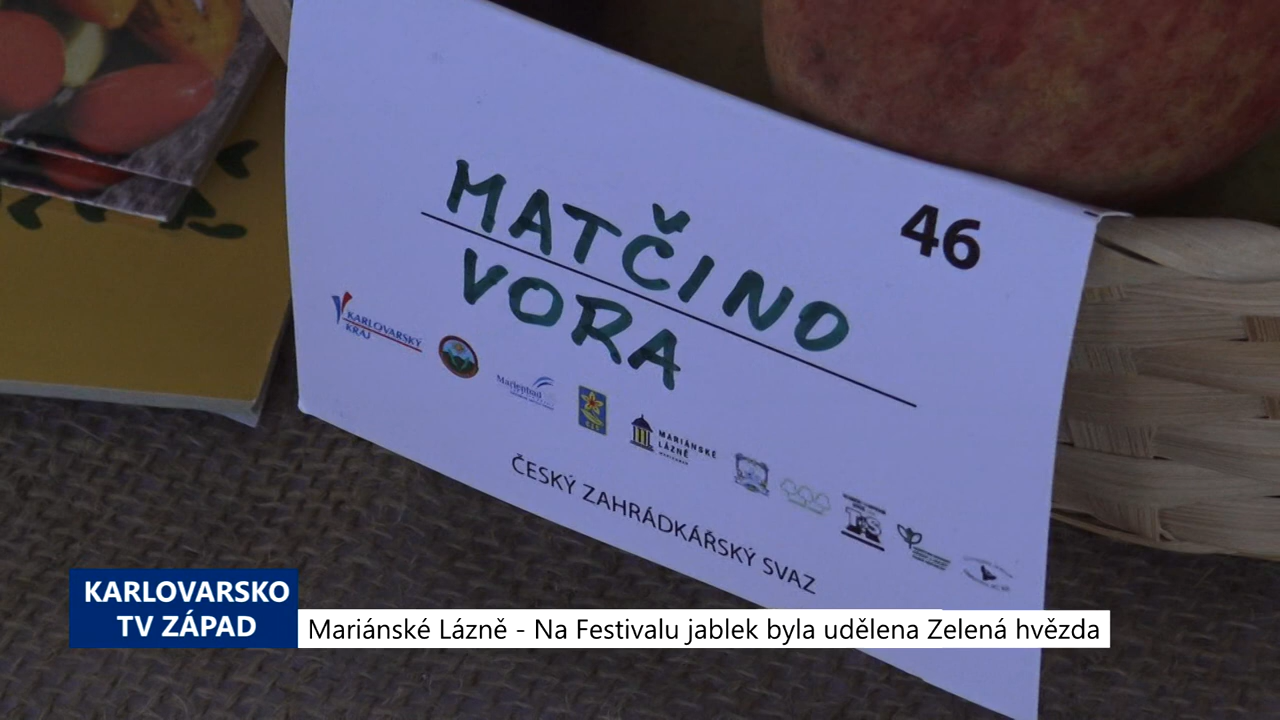 46
MATČINO
VORA
KARLOVARSKÝ
KRAJ
Marienbad
MARIÁNSKÉ
LÁZNĚ
ČESKÝ ZAHRÁDKÁŘSKÝ SVAZ
KARLOVARSKO
TV ZÁPAD
Mariánské Lázně - Na Festivalu jablek byla udělena Zelená hvězda